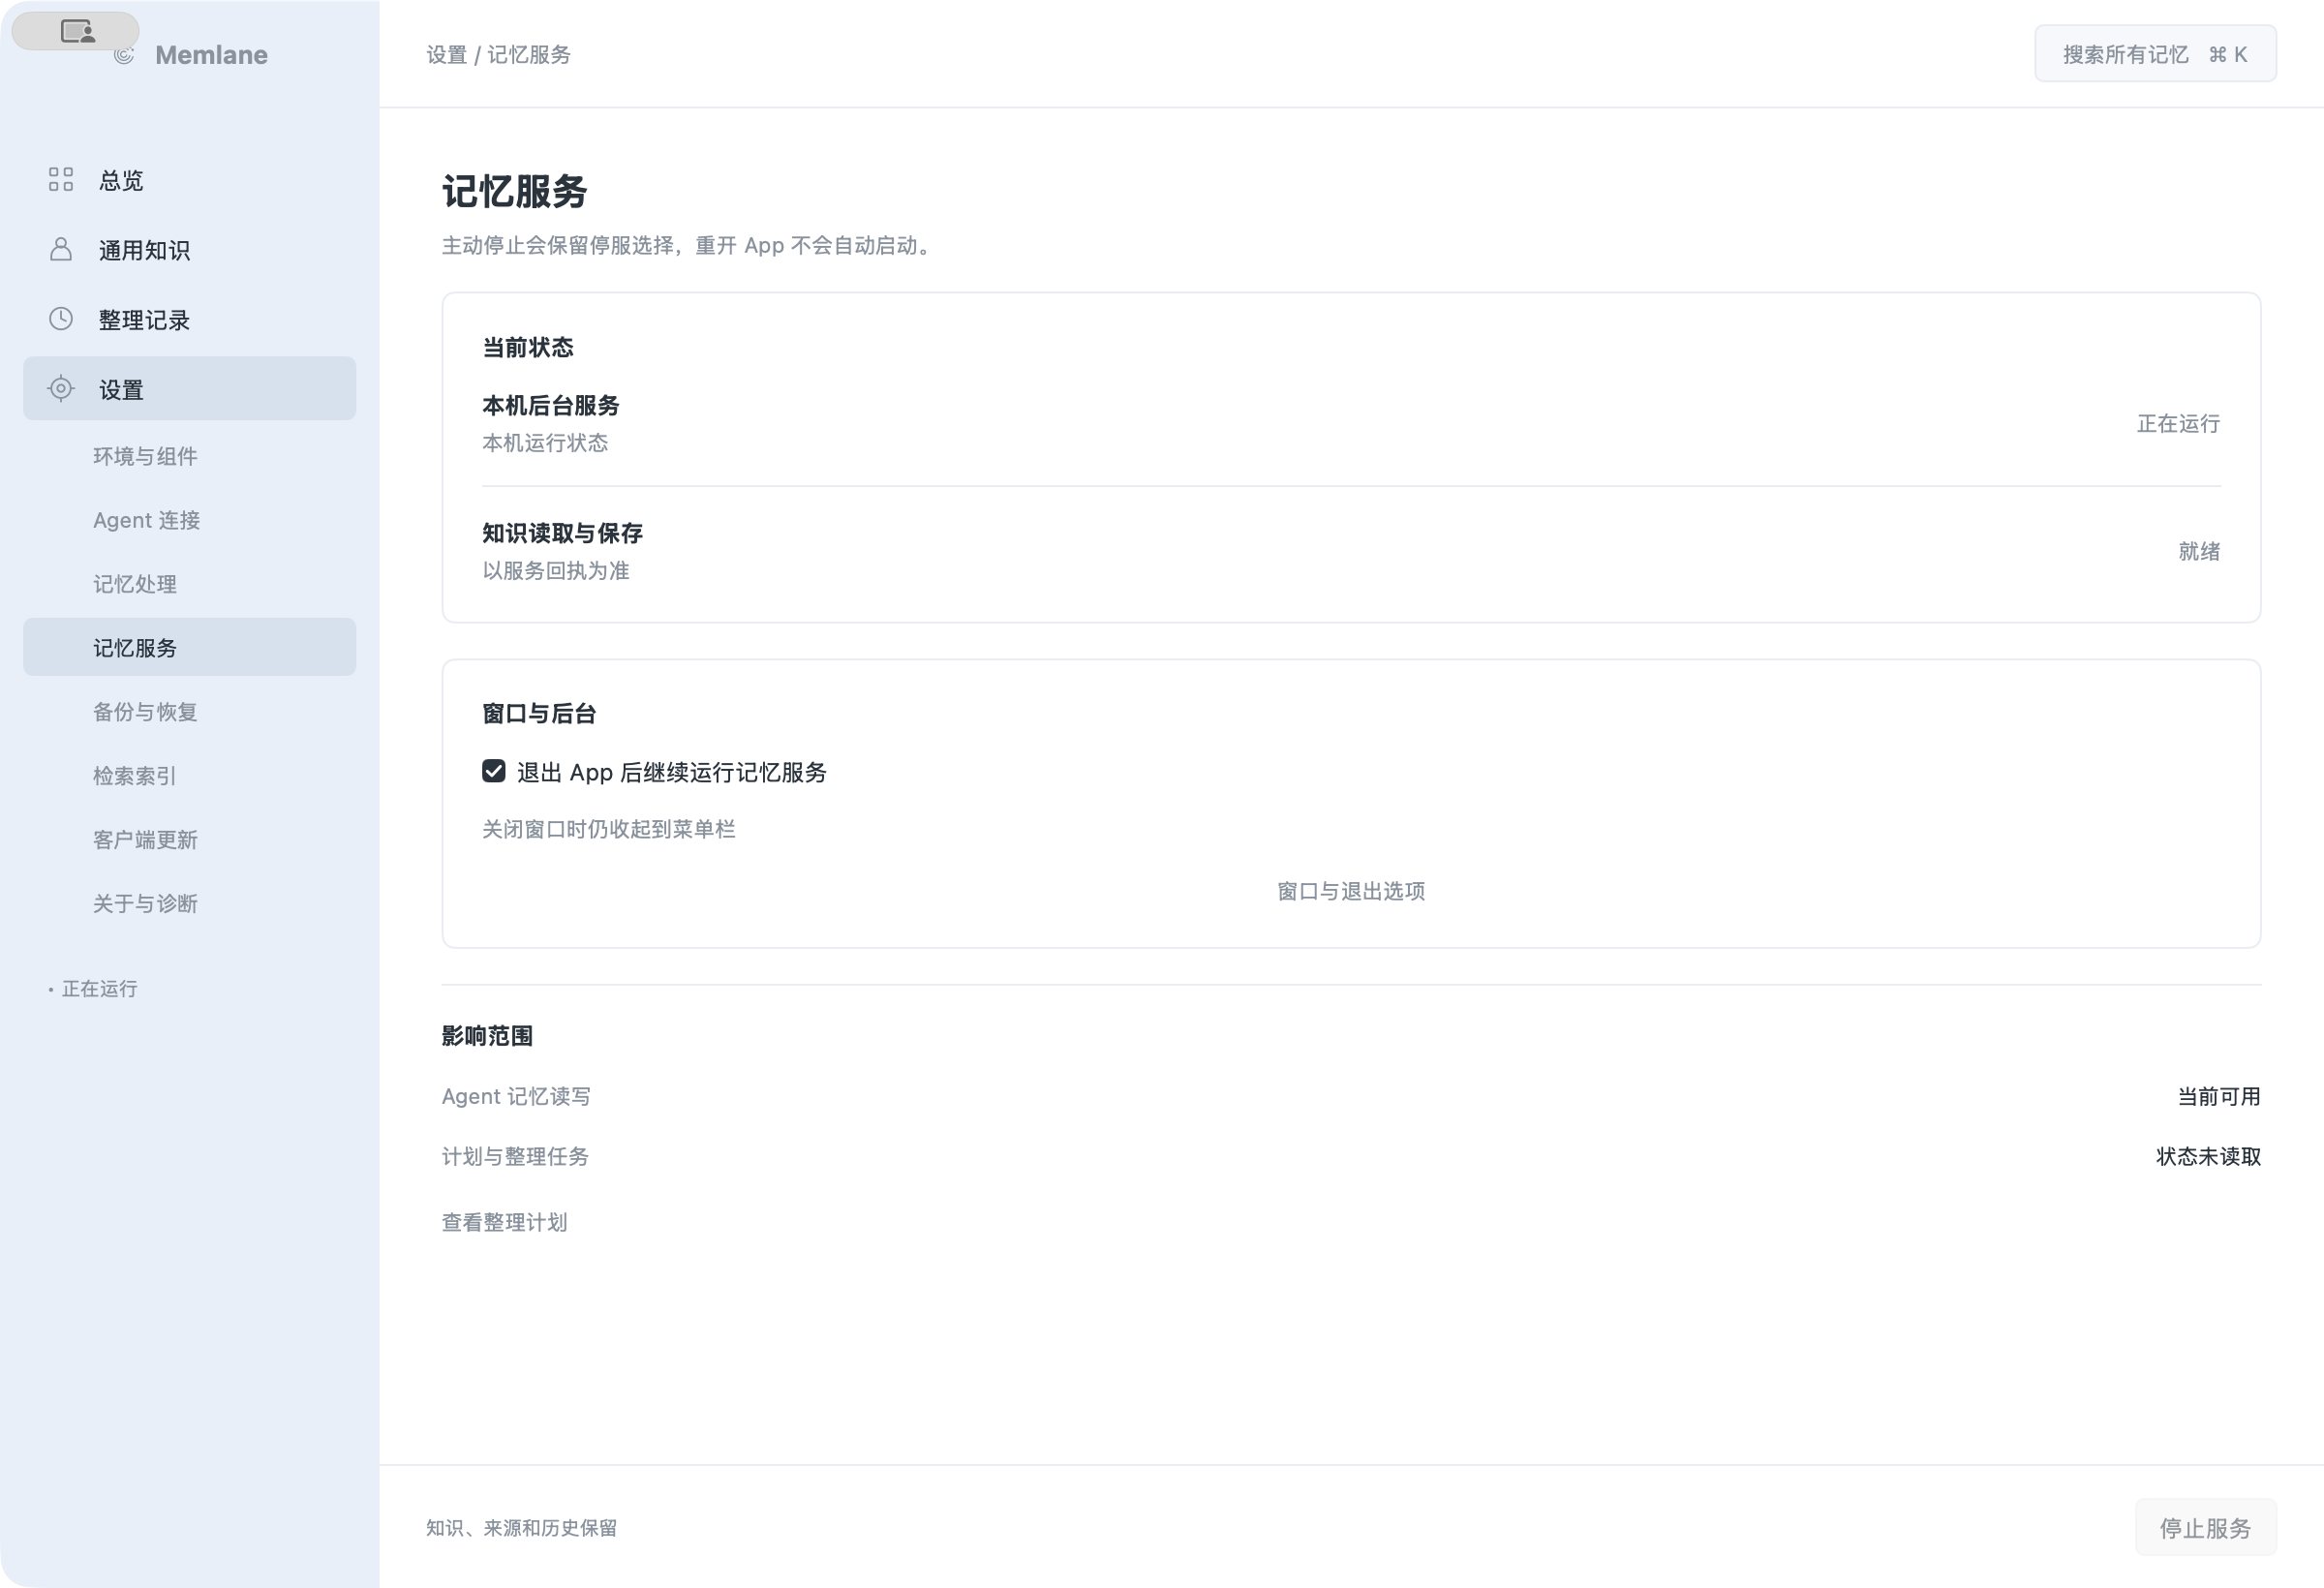 Memlane
总览
通用知识
整理记录
设置
环境与组件
Agent 连接
记忆处理
记忆服务
备份与恢复
检索索引
客户端更新
关于与诊断
• 正在运行
设置 / 记忆服务
搜索所有记忆 ⌘ K
记忆服务
主动停止会保留停服选择，重开 App 不会自动启动。
当前状态
本机后台服务
本机运行状态
正在运行
知识读取与保存
以服务回执为准
就绪
窗口与后台
退出 App 后继续运行记忆服务
关闭窗口时仍收起到菜单栏
窗口与退出选项
影响范围
Agent 记忆读写 当前可用
计划与整理任务 状态未读取
查看整理计划
知识、来源和历史保留
停止服务